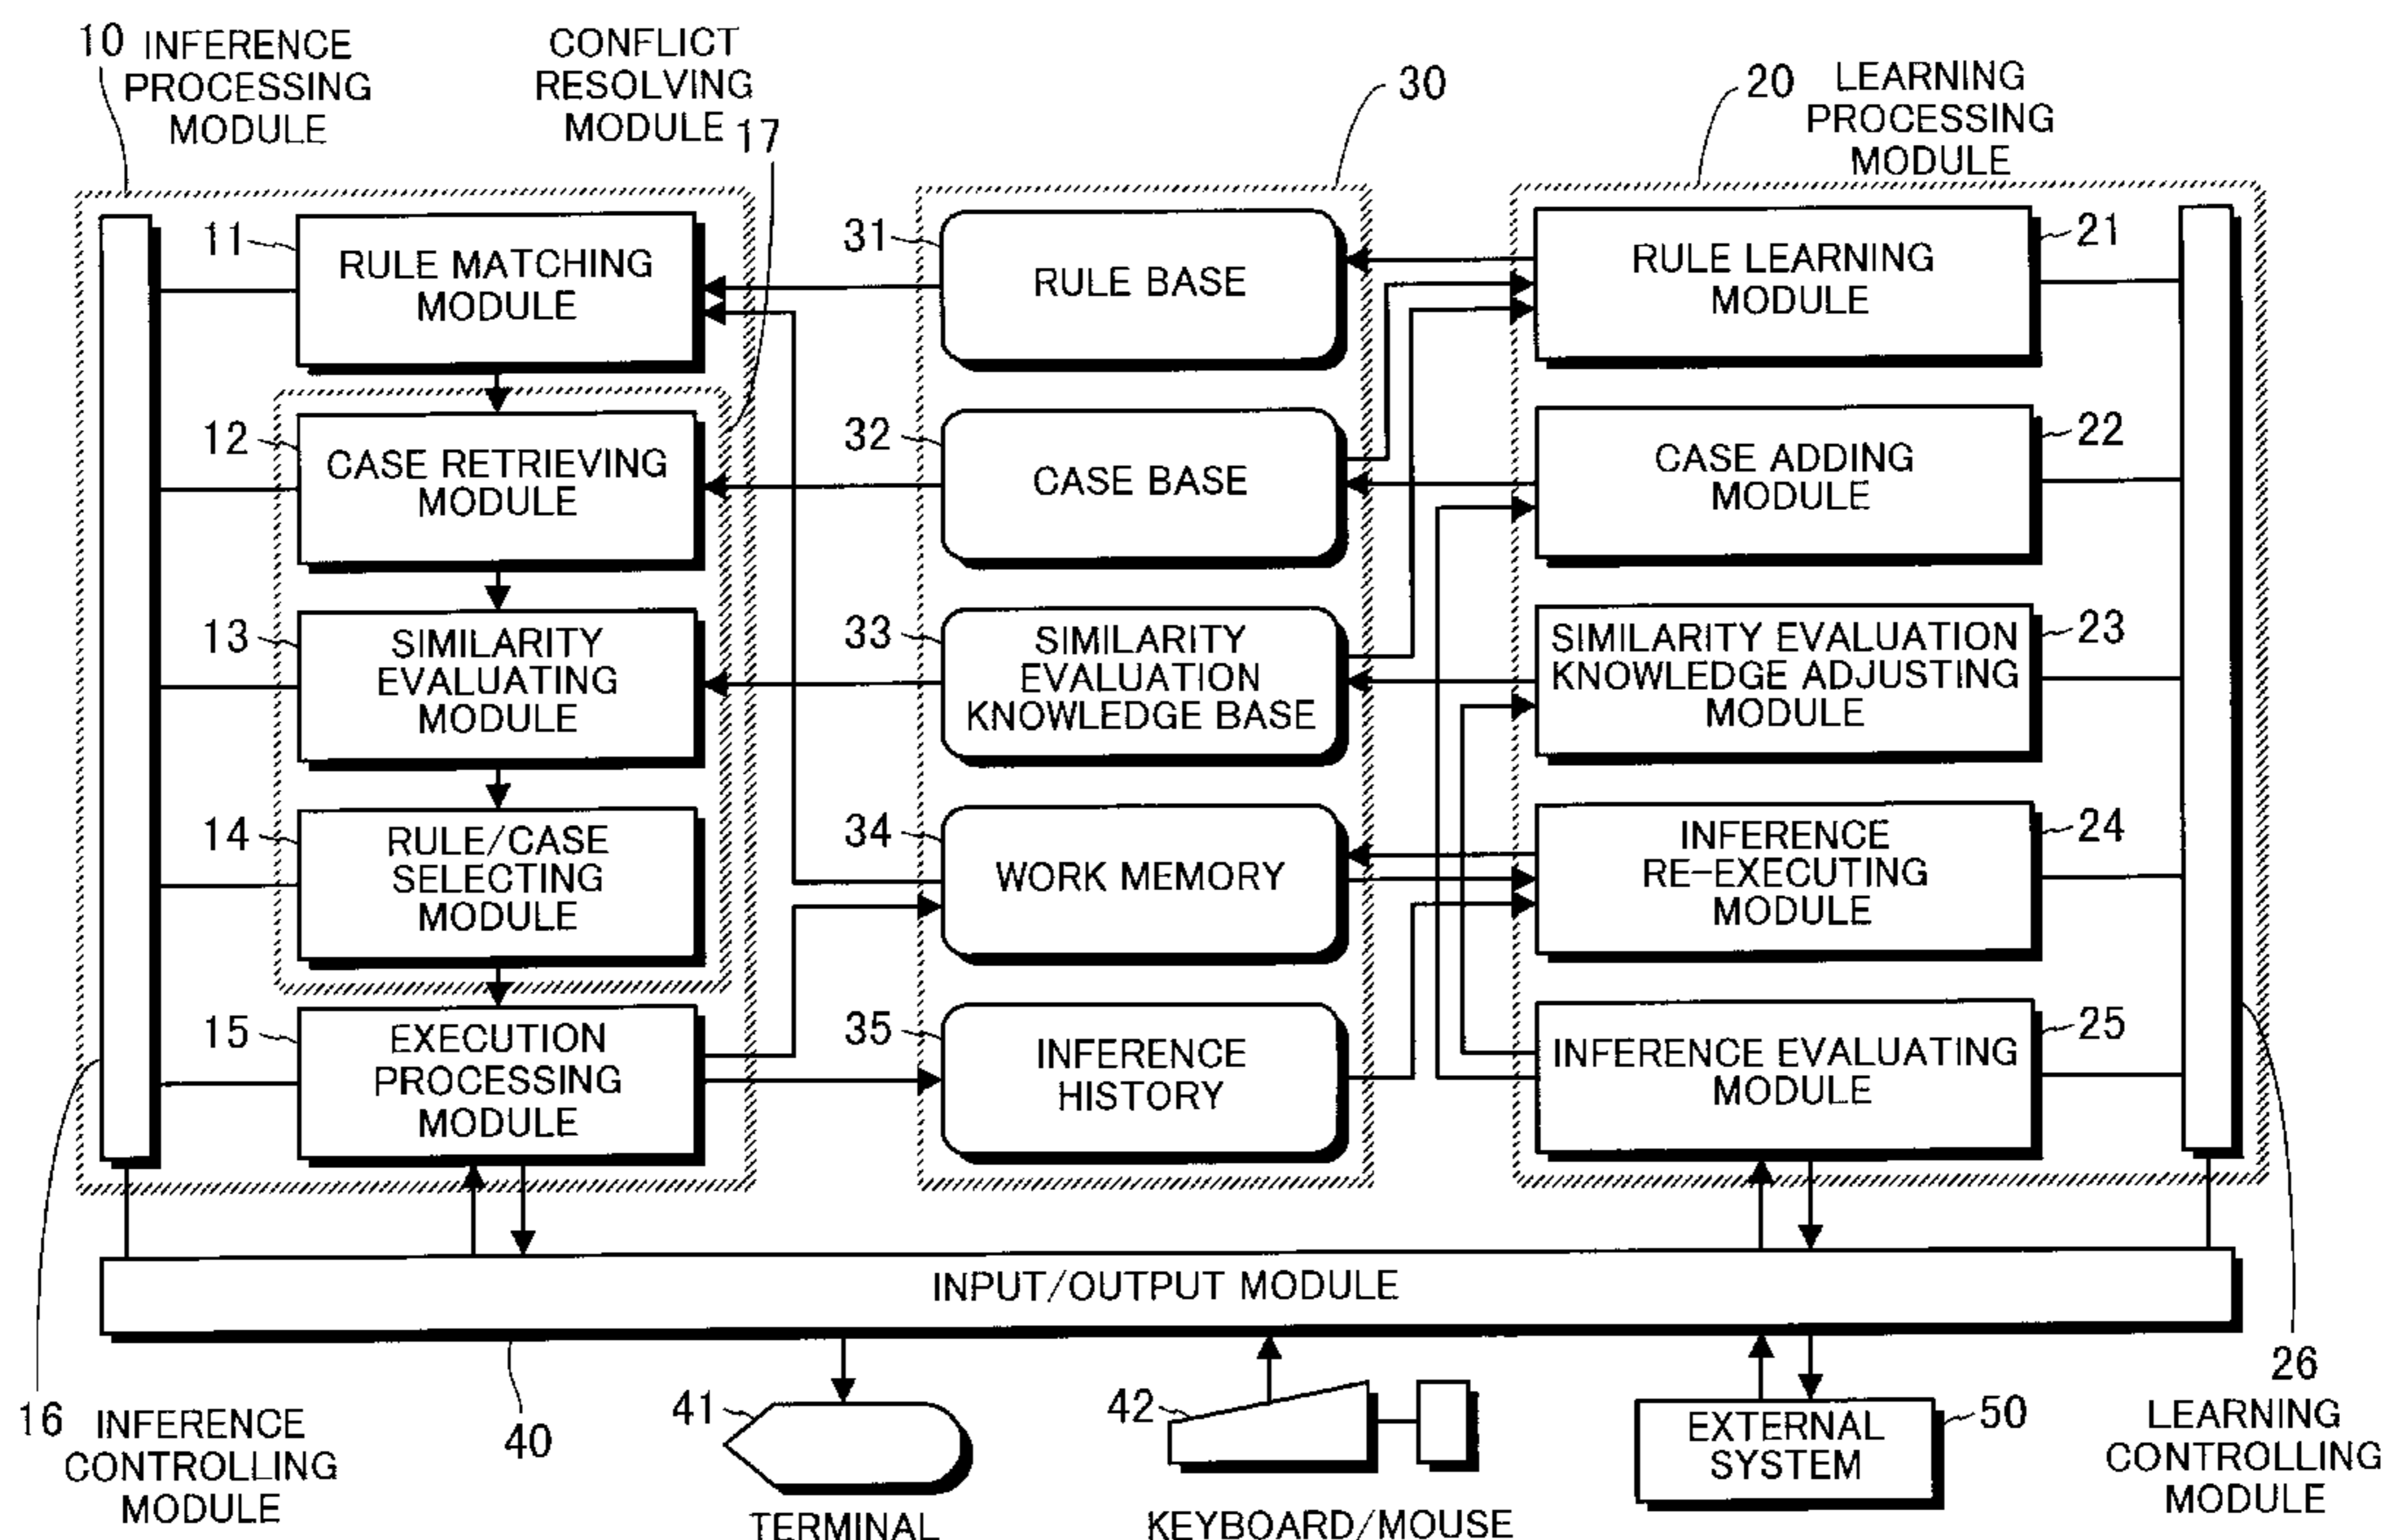 10 INFERENCE
PROCESSING
MODULE
CONFLICT
RESOLVING
MODULE 17
30
20 LEARNING
PROCESSING
MODULE
11
RULE MATCHING
MODULE
31
RULE BASE
RULE LEARNING
MODULE
21
12
CASE RETRIEVING
MODULE
32
CASE BASE
CASE ADDING
MODULE
22
13
SIMILARITY
EVALUATING
MODULE
33
SIMILARITY
EVALUATION
KNOWLEDGE BASE
SIMILARITY EVALUATION
KNOWLEDGE ADJUSTING
MODULE
23
14
RULE/CASE
SELECTING
MODULE
34
WORK MEMORY
INFERENCE
RE-EXECUTING
MODULE
24
15
EXECUTION
PROCESSING
MODULE
35
INFERENCE
HISTORY
INFERENCE EVALUATING
MODULE
25
INPUT/OUTPUT MODULE
16 INFERENCE
CONTROLLING
MODULE
40
41
TERMINAL
42
KEYBOARD/MOUSE
EXTERNAL
SYSTEM
50
26
LEARNING
CONTROLLING
MODULE